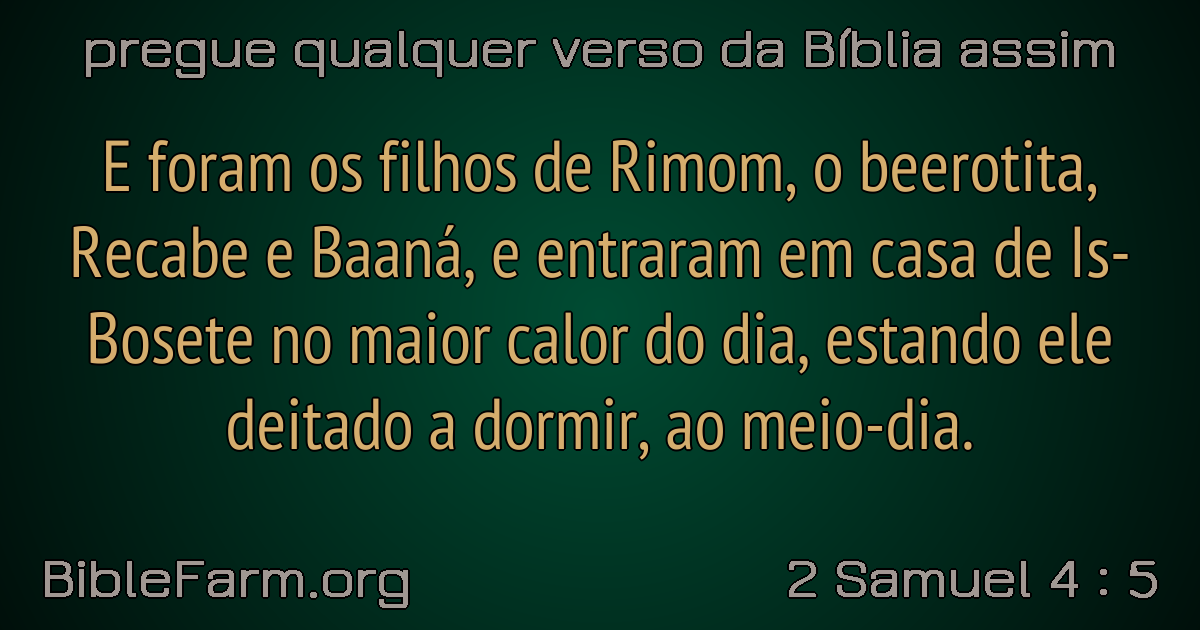 pregue qualquer verso da Bíblia assim
E foram os filhos de Rimom, o beerotita,
Recabe e Baaná, e entraram em casa de Is-
Bosete no maior calor do dia, estando ele
deitado a dormir, ao meio-dia.
BibleFarm.org
2 Samuel 4 : 5